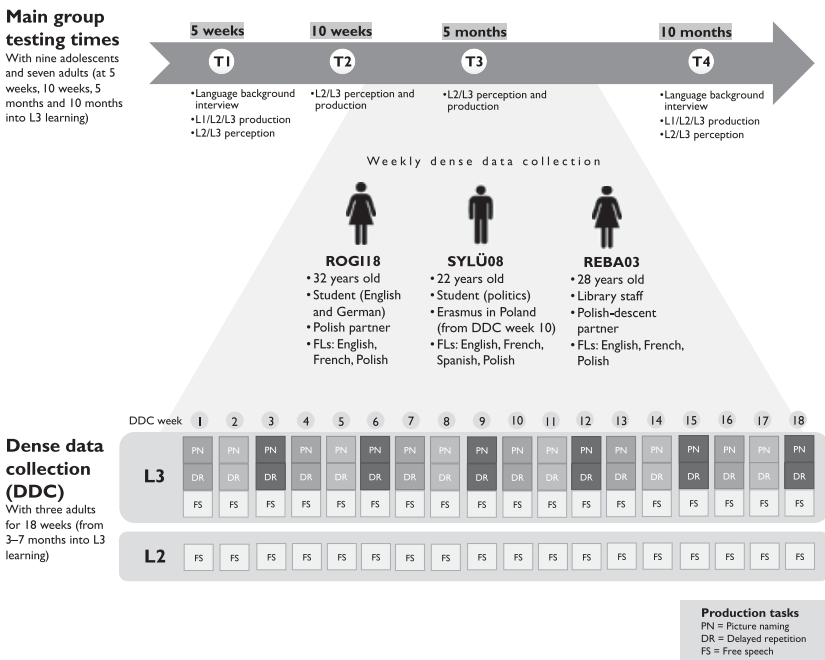 Main group
testing times
With nine adolescents
and seven adults (at 5
weeks, 10 weeks, 5
months and 10 months
into L3 learning)
5 weeks
10 weeks
5 months
10 months
T1
T2
T3
T4
•Language background
interview
•L1/L2/L3 production
•L2/L3 perception
•L2/L3 perception and
production
•L2/L3 perception and
production
•Language background
interview
•L1/L2/L3 production
•L2/L3 perception
Weekly dense data collection
ROGI18
•32 years old
•Student (English
and German)
•Polish partner
•FLs: English,
French, Polish
SYLÜ08
•22 years old
•Student (politics)
•Erasmus in Poland
(from DDC week 10)
•FLs: English, French,
Spanish, Polish
REBA03
•28 years old
•Library staff
•Polish-descent
partner
•FLs: English, French,
Polish
Dense data
collection
(DDC)
With three adults
for 18 weeks (from
3–7 months into L3
learning)
DDC week 1 2 3 4 5 6 7 8 9 10 11 12 13 14 15 16 17 18
L3
PN PN PN PN PN PN PN PN PN PN PN PN PN PN PN PN PN PN
DR DR DR DR DR DR DR DR DR DR DR DR DR DR DR DR DR DR
FS FS FS FS FS FS FS FS FS FS FS FS FS FS FS FS FS FS
L2
FS FS FS FS FS FS FS FS FS FS FS FS FS FS FS FS FS FS
Production tasks
PN = Picture naming
DR = Delayed repetition
FS = Free speech